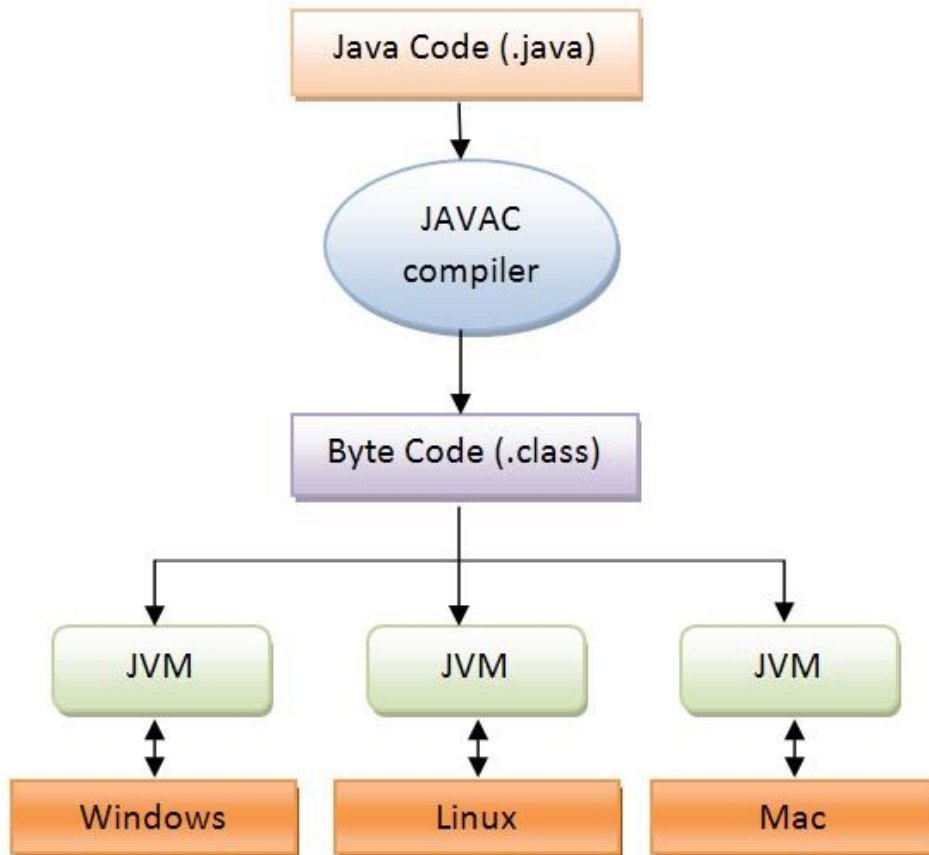 Java Code (.java)
JAVAC
compiler
Byte Code (.class)
JVM
JVM
JVM
Windows
Linux
Mac